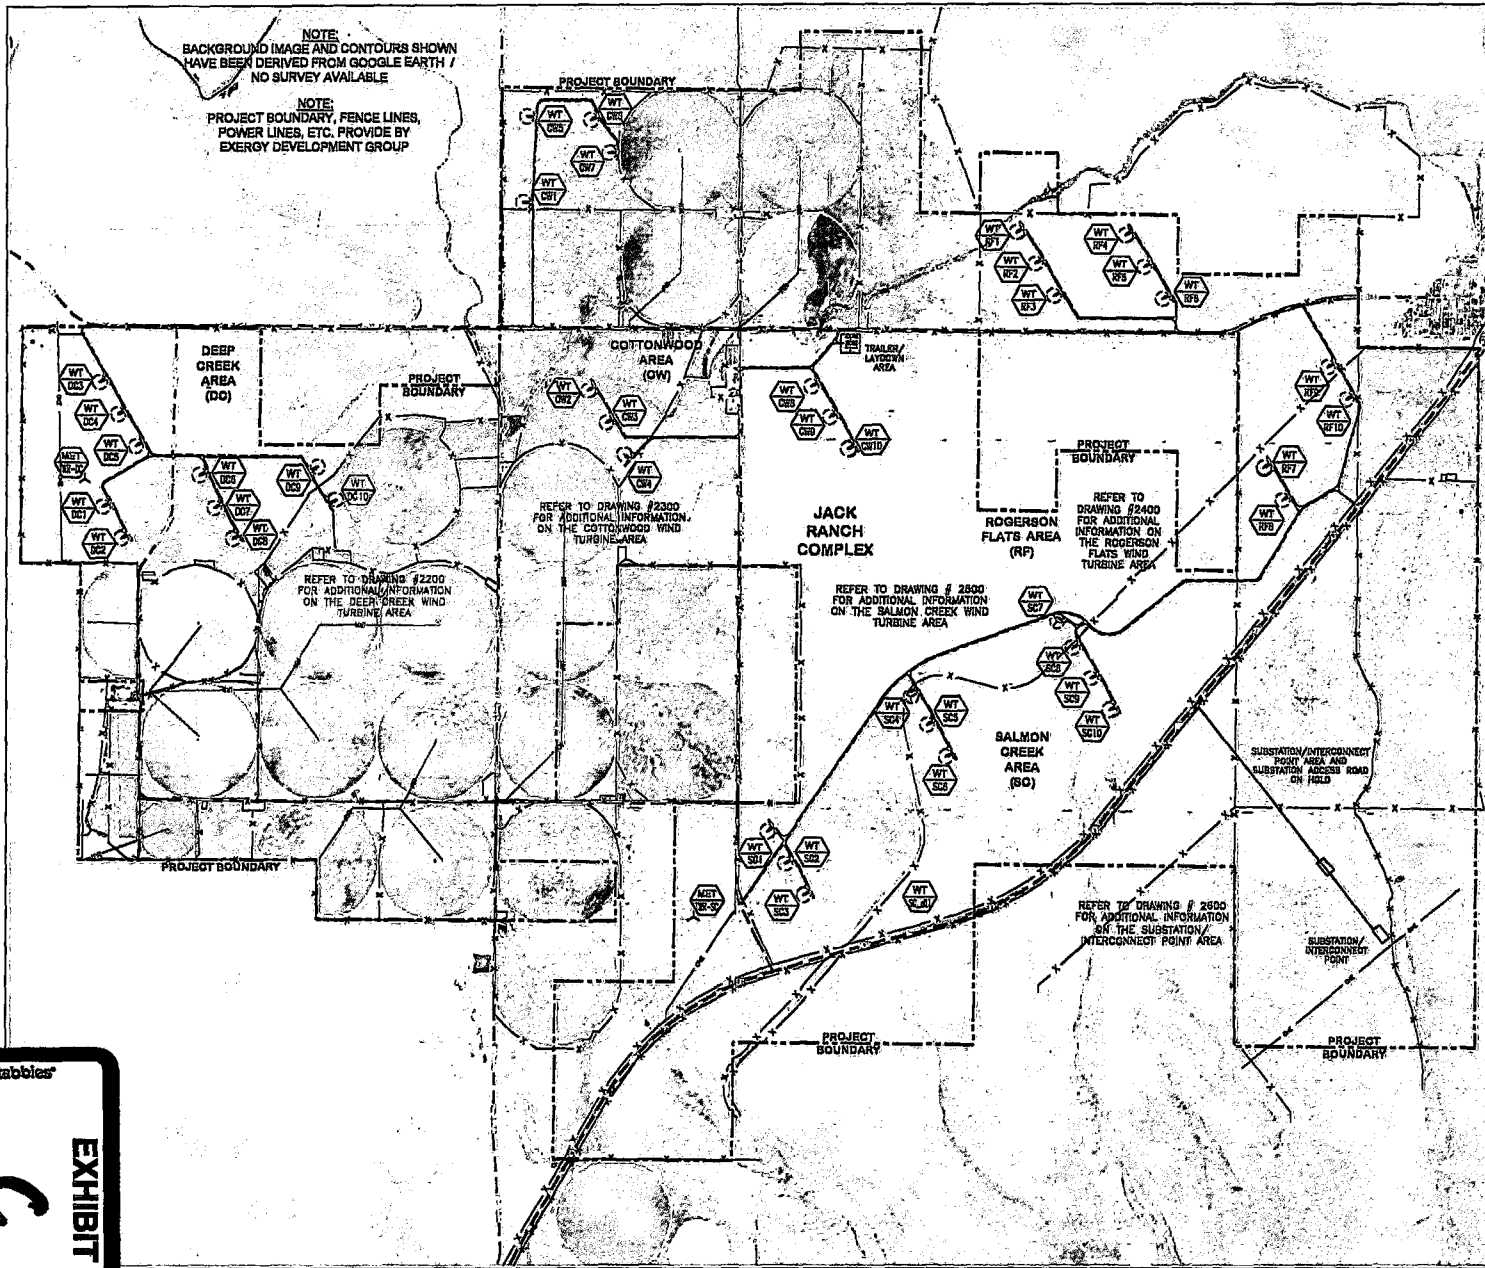 NOTE:
BACKGROUND IMAGE AND CONTOURS SHOWN
HAVE BEEN DERIVED FROM GOOGLE EARTH /
NO SURVEY AVAILABLE
NOTE:
PROJECT BOUNDARY, FENCE LINES,
POWER LINES, ETC. PROVIDE BY
EXERGY DEVELOPMENT GROUP
PROJECT BOUNDARY
WT
CW5
WT
CW6
WT
CW7
WT
CW1
WT
RF1
WT
RF2
WT
RF3
WT
RF4
WT
RF5
WT
RF6
DEEP
CREEK
AREA
(DC)
PROJECT
BOUNDARY
COTTONWOOD
AREA
(CW)
TRAILER/
LAYDOWN
AREA
WT
DC3
WT
DC4
WT
DC5
MET
WT
DC1
WT
DC2
WT
DC6
WT
DC7
WT
DC8
WT
DC9
WT
DC10
WT
CW2
WT
CW3
WT
CW4
WT
CW8
WT
CW9
WT
CW10
WT
RF9
WT
RF10
WT
RF7
WT
RF8
PROJECT
BOUNDARY
REFER TO DRAWING #2300
FOR ADDITIONAL INFORMATION
ON THE COTTONWOOD WIND
TURBINE AREA
JACK
RANCH
COMPLEX
ROGERSON
FLATS AREA
(RF)
REFER TO
DRAWING #2400
FOR ADDITIONAL
INFORMATION ON
THE ROGERSON
FLATS WIND
TURBINE AREA
REFER TO DRAWING #2200
FOR ADDITIONAL INFORMATION
ON THE DEEP CREEK WIND
TURBINE AREA
REFER TO DRAWING # 2500
FOR ADDITIONAL INFORMATION
ON THE SALMON CREEK WIND
TURBINE AREA
WT
SC7
WT
SC8
WT
SC9
WT
SC10
WT
SC4
WT
SC5
WT
SC6
SALMON
CREEK
AREA
(SC)
SUBSTATION/INTERCONNECT
POINT AREA AND
SUBSTATION ACCESS ROAD
ON HOLD
WT
SC1
WT
SC2
WT
SC3
MET
WT
PROJECT BOUNDARY
REFER TO DRAWING # 2600
FOR ADDITIONAL INFORMATION
ON THE SUBSTATION/
INTERCONNECT POINT AREA
SUBSTATION/
INTERCONNECT
POINT
PROJECT
BOUNDARY
PROJECT
BOUNDARY
EXHIBIT
C